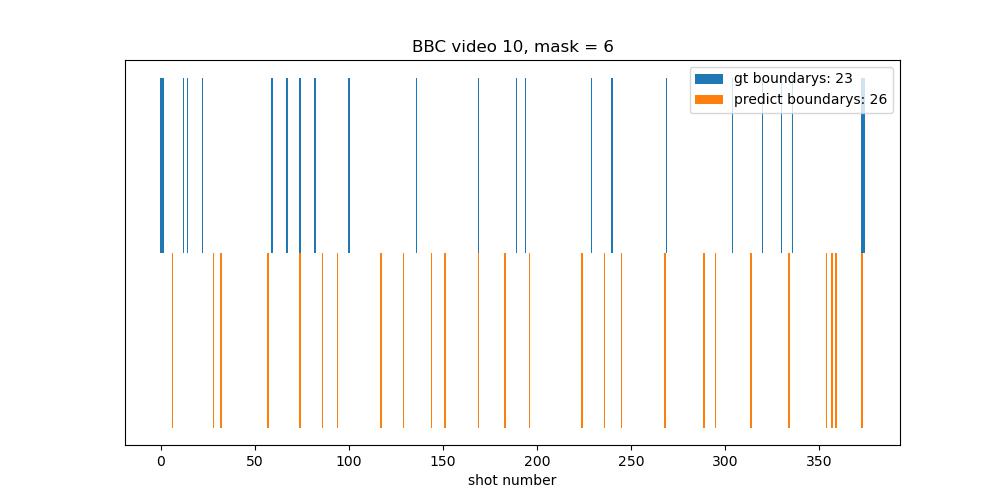 BBC video 10, mask = 6
gt boundarys: 23
predict boundarys: 26
0 50 100 150 200 250 300 350
shot number